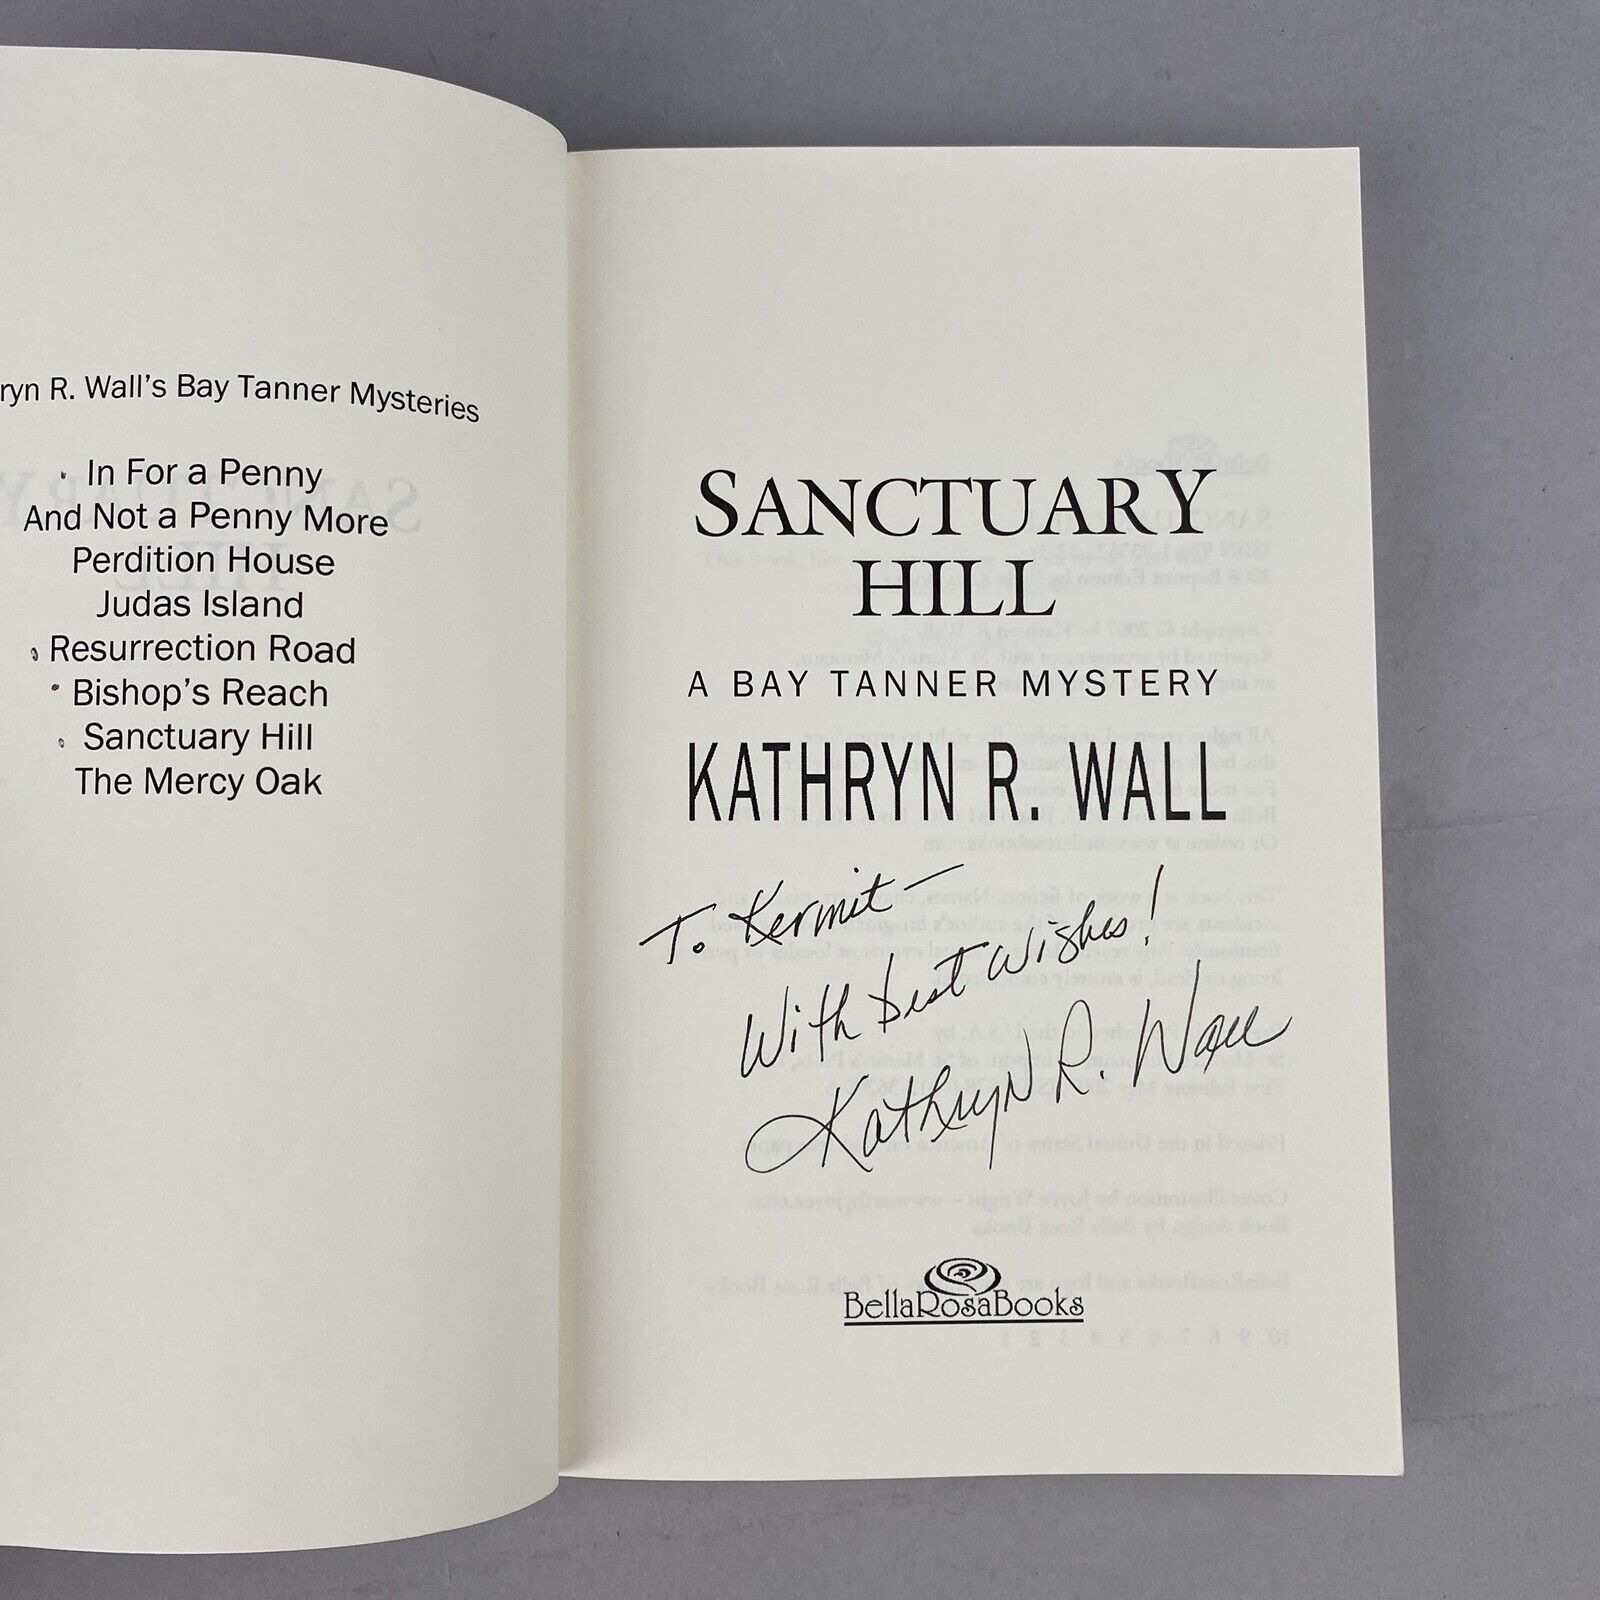 ryn R. Wall's Bay Tanner Mysteries
In For a Penny
And Not a Penny More
Perdition House
Judas Island
Resurrection Road
Bishop's Reach
Sanctuary Hill
The Mercy Oak
SANCTUARY
HILL
A BAY TANNER MYSTERY
KATHRYN R. WALL
To Kermit —
With best wishes!
Kathryn R. Wall
BellaRosaBooks